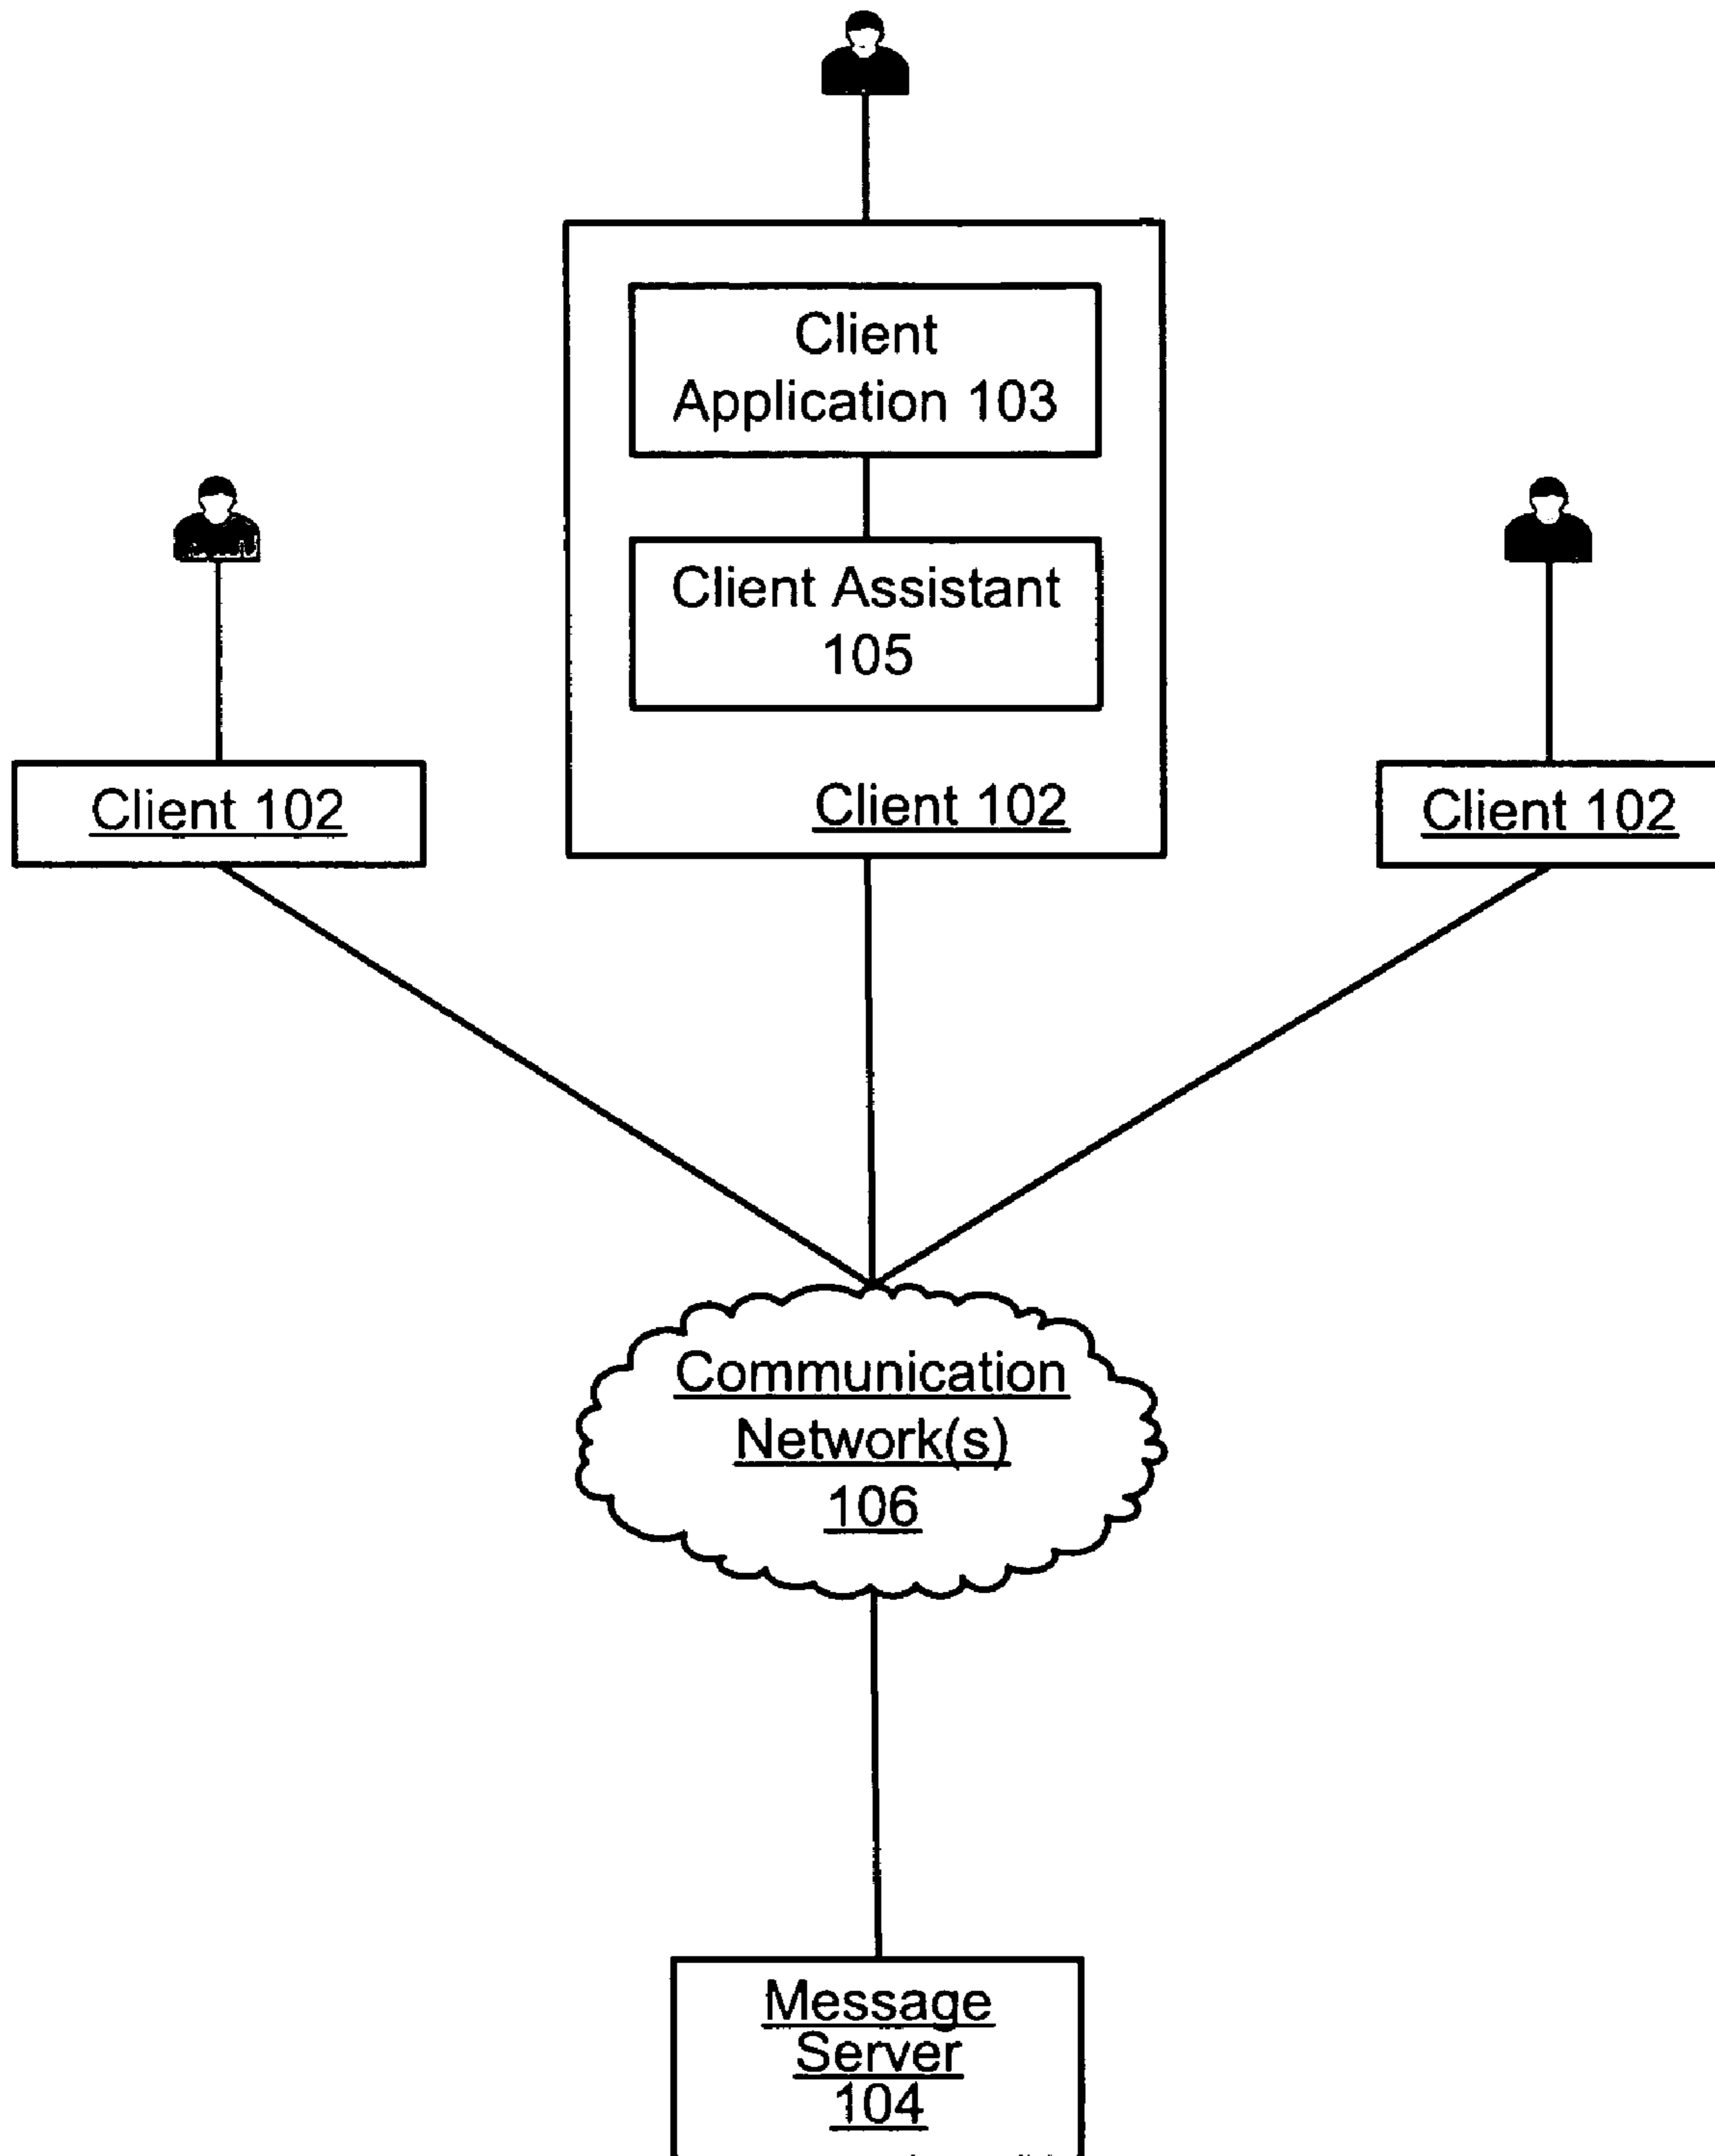 Client
Application 103
Client Assistant
105
Client 102
Client 102
Client 102
Communication
Network(s)
106
Message
Server
104